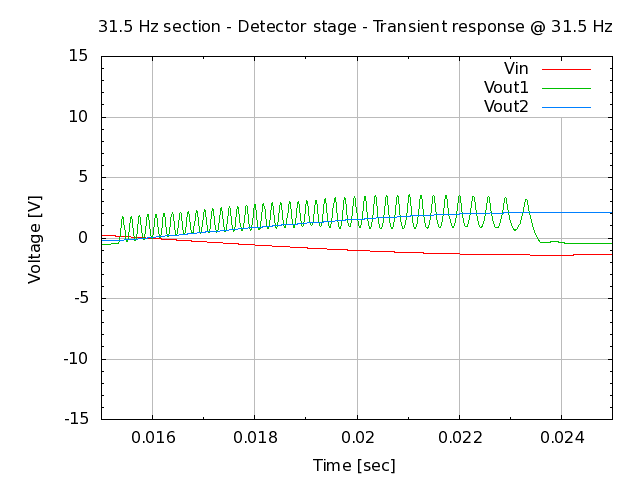 31.5 Hz section - Detector stage - Transient response @ 31.5 Hz
Vin
Vout1
Vout2
15
10
5
0
-5
-10
-15
Voltage [V]
0.016
0.018
0.02
0.022
0.024
Time [sec]